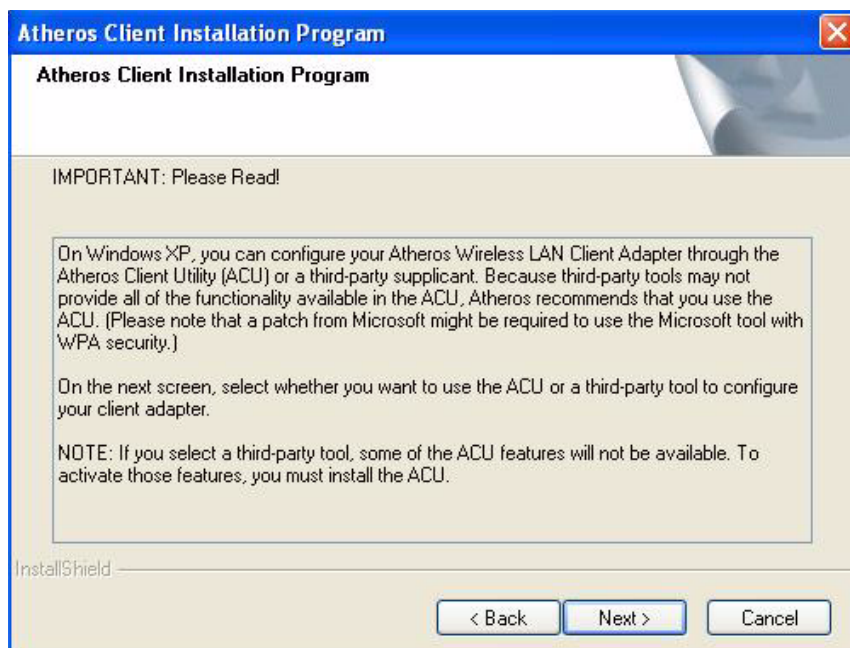 Atheros Client Installation Program
Atheros Client Installation Program
IMPORTANT: Please Read!
On Windows XP, you can configure your Atheros Wireless LAN Client Adapter through the
Atheros Client Utility (ACU) or a third-party supplicant. Because third-party tools may not
provide all of the functionality available in the ACU, Atheros recommends that you use the
ACU. (Please note that a patch from Microsoft might be required to use the Microsoft tool with
WPA security.)
On the next screen, select whether you want to use the ACU or a third-party tool to configure
your client adapter.
NOTE: If you select a third-party tool, some of the ACU features will not be available. To
activate those features, you must install the ACU.
InstallShield
< Back
Next >
Cancel